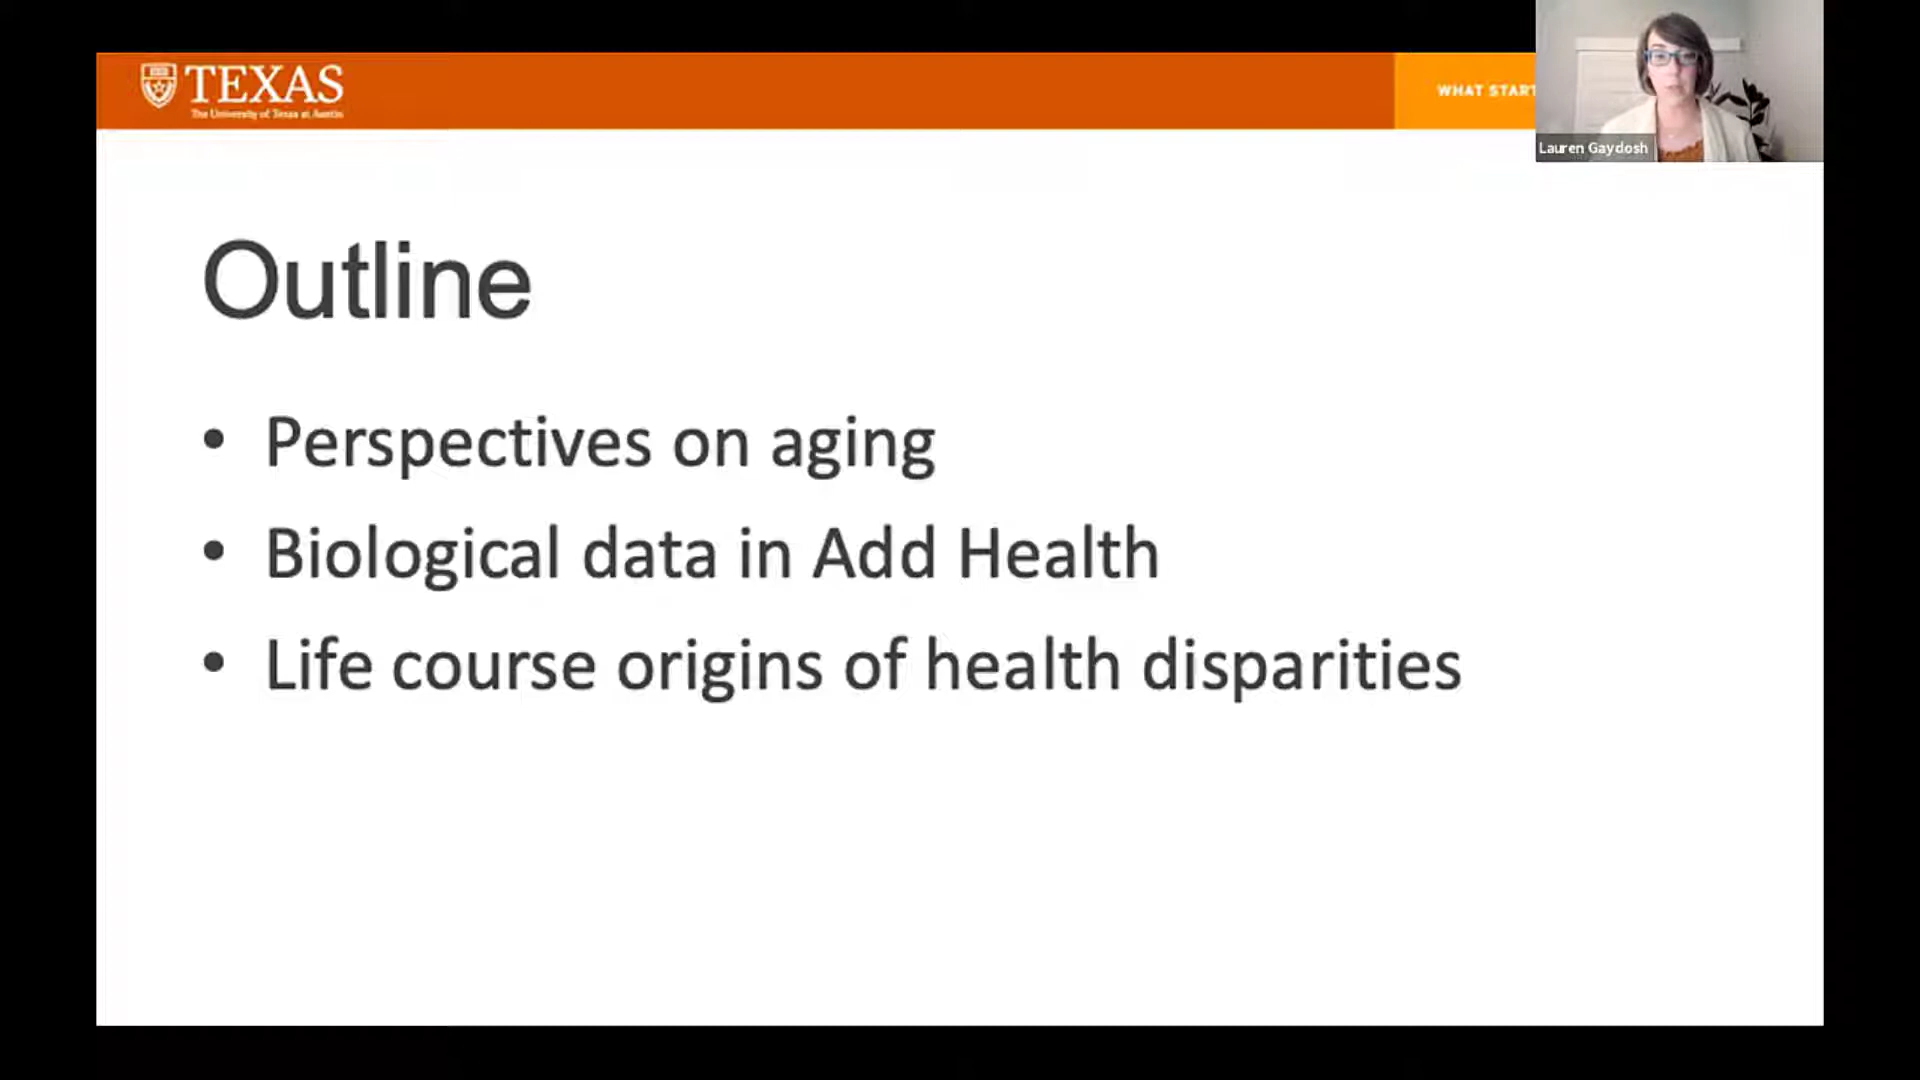 TEXAS
The University of Texas at Austin
WHAT START
Lauren Gaydosh
Outline
• Perspectives on aging
• Biological data in Add Health
• Life course origins of health disparities